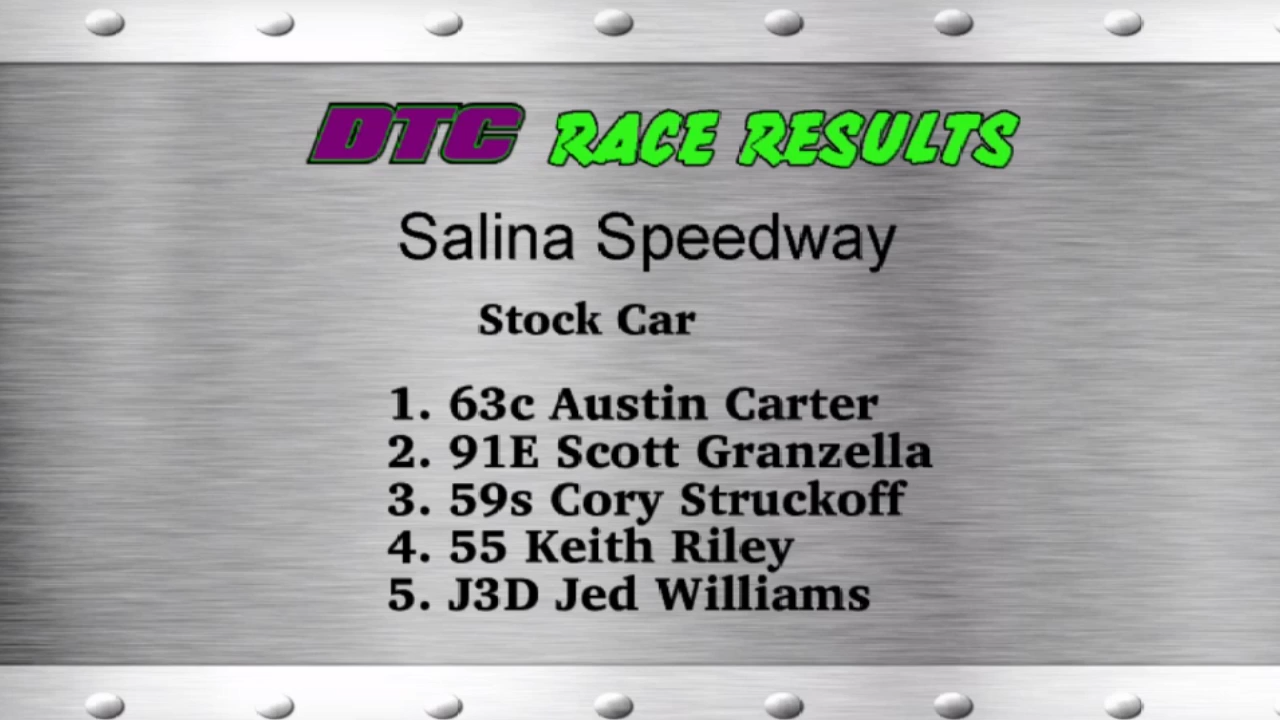 DTC RACE RESULTS
Salina Speedway
Stock Car
1. 63c Austin Carter
2. 91E Scott Granzella
3. 59s Cory Struckoff
4. 55 Keith Riley
5. J3D Jed Williams